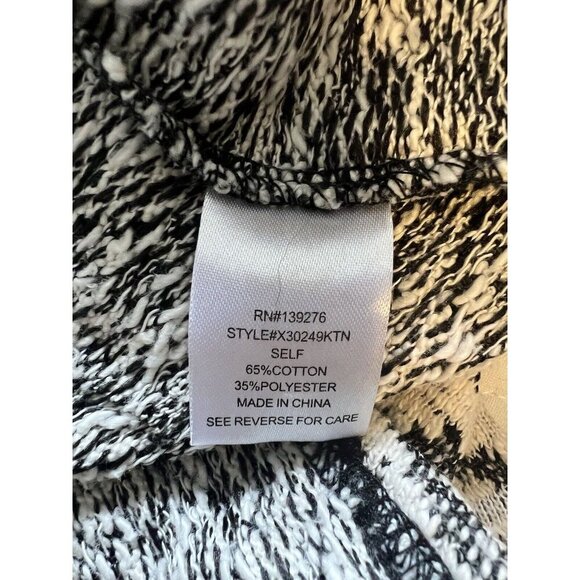 RN#139276
STYLE#X30249KTN
SELF
65%COTTON
35%POLYESTER
MADE IN CHINA
SEE REVERSE FOR CARE